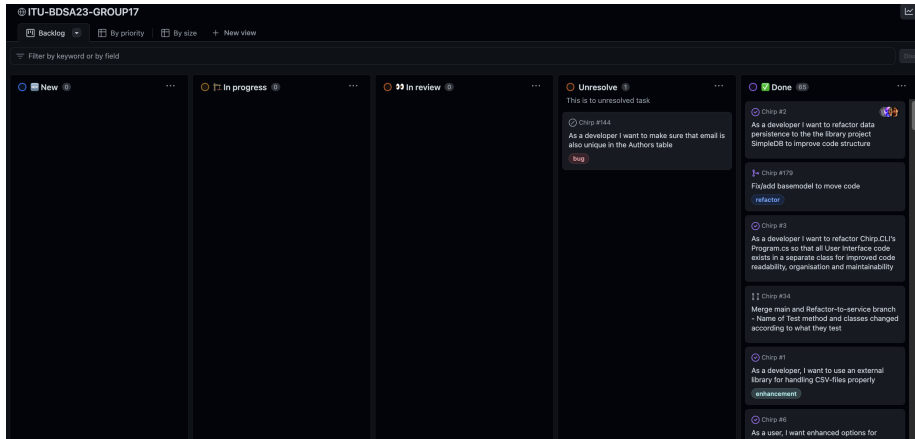 ITU-BDSA23-GROUP17
Backlog
By priority
By size
+ New view
Filter by keyword or by field
New 0
In progress 0
In review 0
Unresolve 1
This is to unresolved task
Chirp #144
As a developer I want to make sure that email is
also unique in the Authors table
bug
Done 65
Chirp #2
As a developer I want to refactor data
persistence to the the library project
SimpleDB to improve code structure
Chirp #179
Fix/add basemodel to move code
refactor
Chirp #3
As a developer I want to refactor Chirp.CLI's
Program.cs so that all User Interface code
exists in a separate class for improved code
readability, organisation and maintainability
Chirp #34
Merge main and Refactor-to-service branch
- Name of Test method and classes changed
according to what they test
Chirp #1
As a developer, I want to use an external
library for handling CSV-files properly
enhancement
Chirp #6
As a user, I want enhanced options for